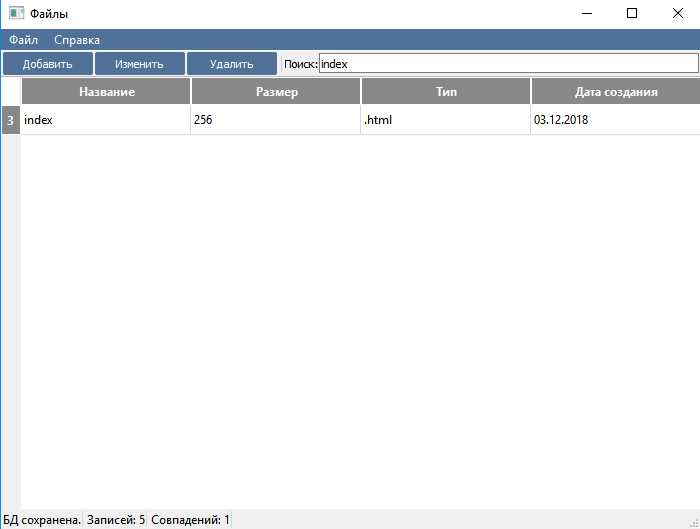 Файлы
Файл Справка
Добавить Изменить Удалить Поиск: index
Название Размер Тип Дата создания
3 index 256 .html 03.12.2018
БД сохранена. Записей: 5 Совпадений: 1